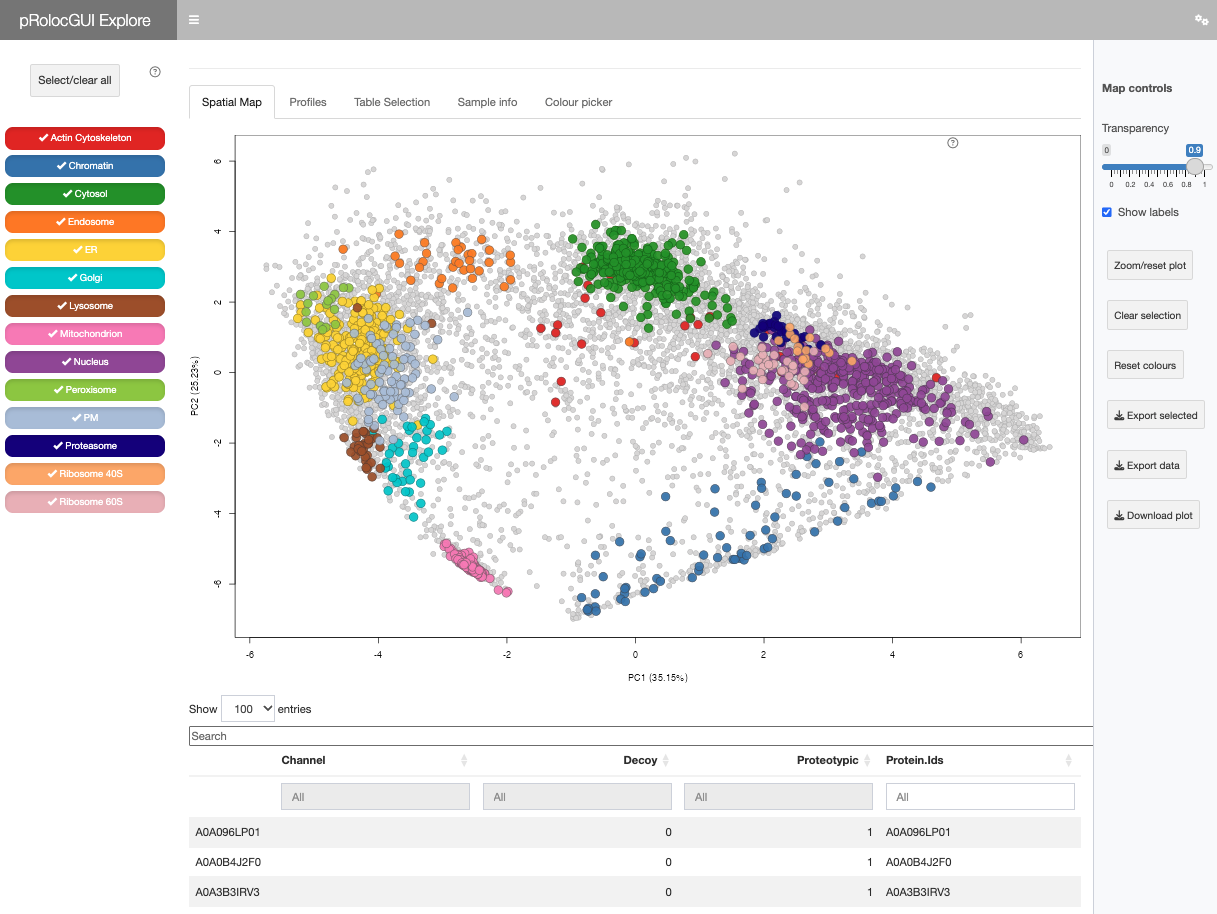 pRolocGUI Explore
Select/clear all
?
Actin Cytoskeleton
Chromatin
Cytosol
Endosome
ER
Golgi
Lysosome
Mitochondrion
Nucleus
Peroxisome
PM
Proteasome
Ribosome 40S
Ribosome 60S
Spatial Map Profiles Table Selection Sample info Colour picker
?
PC2 (25.23%)
6
4
2
0
-2
-4
-6
-6 -4 -2 0 2 4 6
PC1 (35.15%)
Show 100 entries
Search
Channel Decoy Proteotypic Protein.Ids
All All All All
A0A096LP01 0 1 A0A096LP01
A0A0B4J2F0 0 1 A0A0B4J2F0
A0A3B3IRV3 0 1 A0A3B3IRV3
Map controls
Transparency
0 0.9
0 0.2 0.4 0.6 0.8 1
Show labels
Zoom/reset plot
Clear selection
Reset colours
Export selected
Export data
Download plot